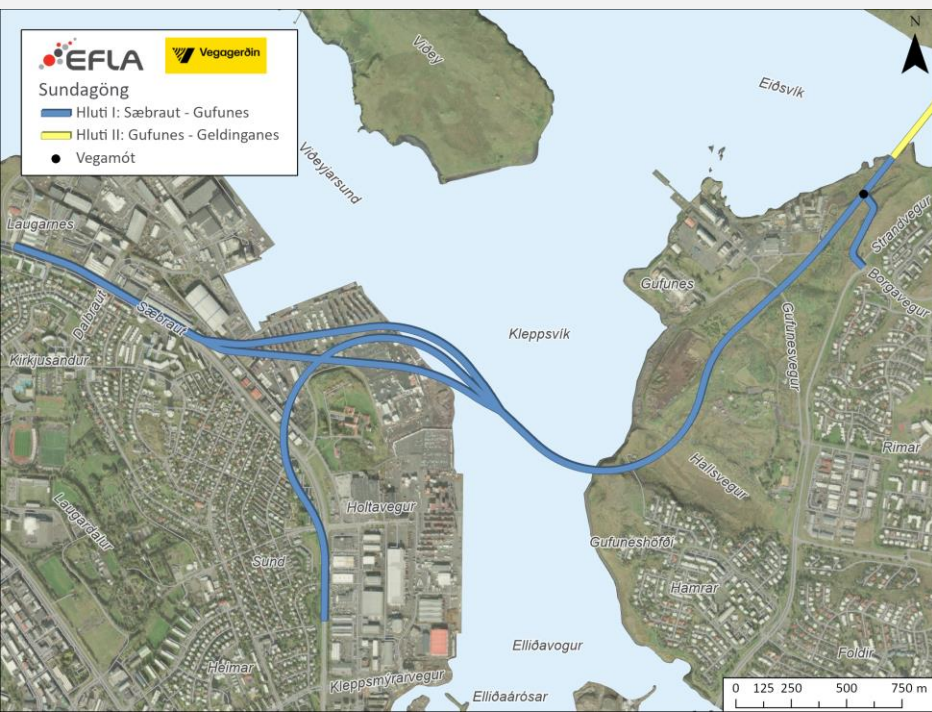 EFLA
Vegagerðin
Sundagöng
Hluti I: Sæbraut - Gufunes
Hluti II: Gufunes - Geldinganes
Vegamót
N
Viðey
Eiðsvík
Viðeyjarsund
Laugarnes
Strandvegur
Gufunes
Borgavegur
Dalbraut
Sæbraut
Kleppsvík
Gufunesvegur
Kirkjusandur
Rimar
Hallsvegur
Laugardalur
Holtavegur
Gufuneshöfði
Sund
Hamrar
Elliðavogur
Foldir
Heimar
Kleppsmýrarvegur
Elliðaárósar
0 125 250 500 750 m